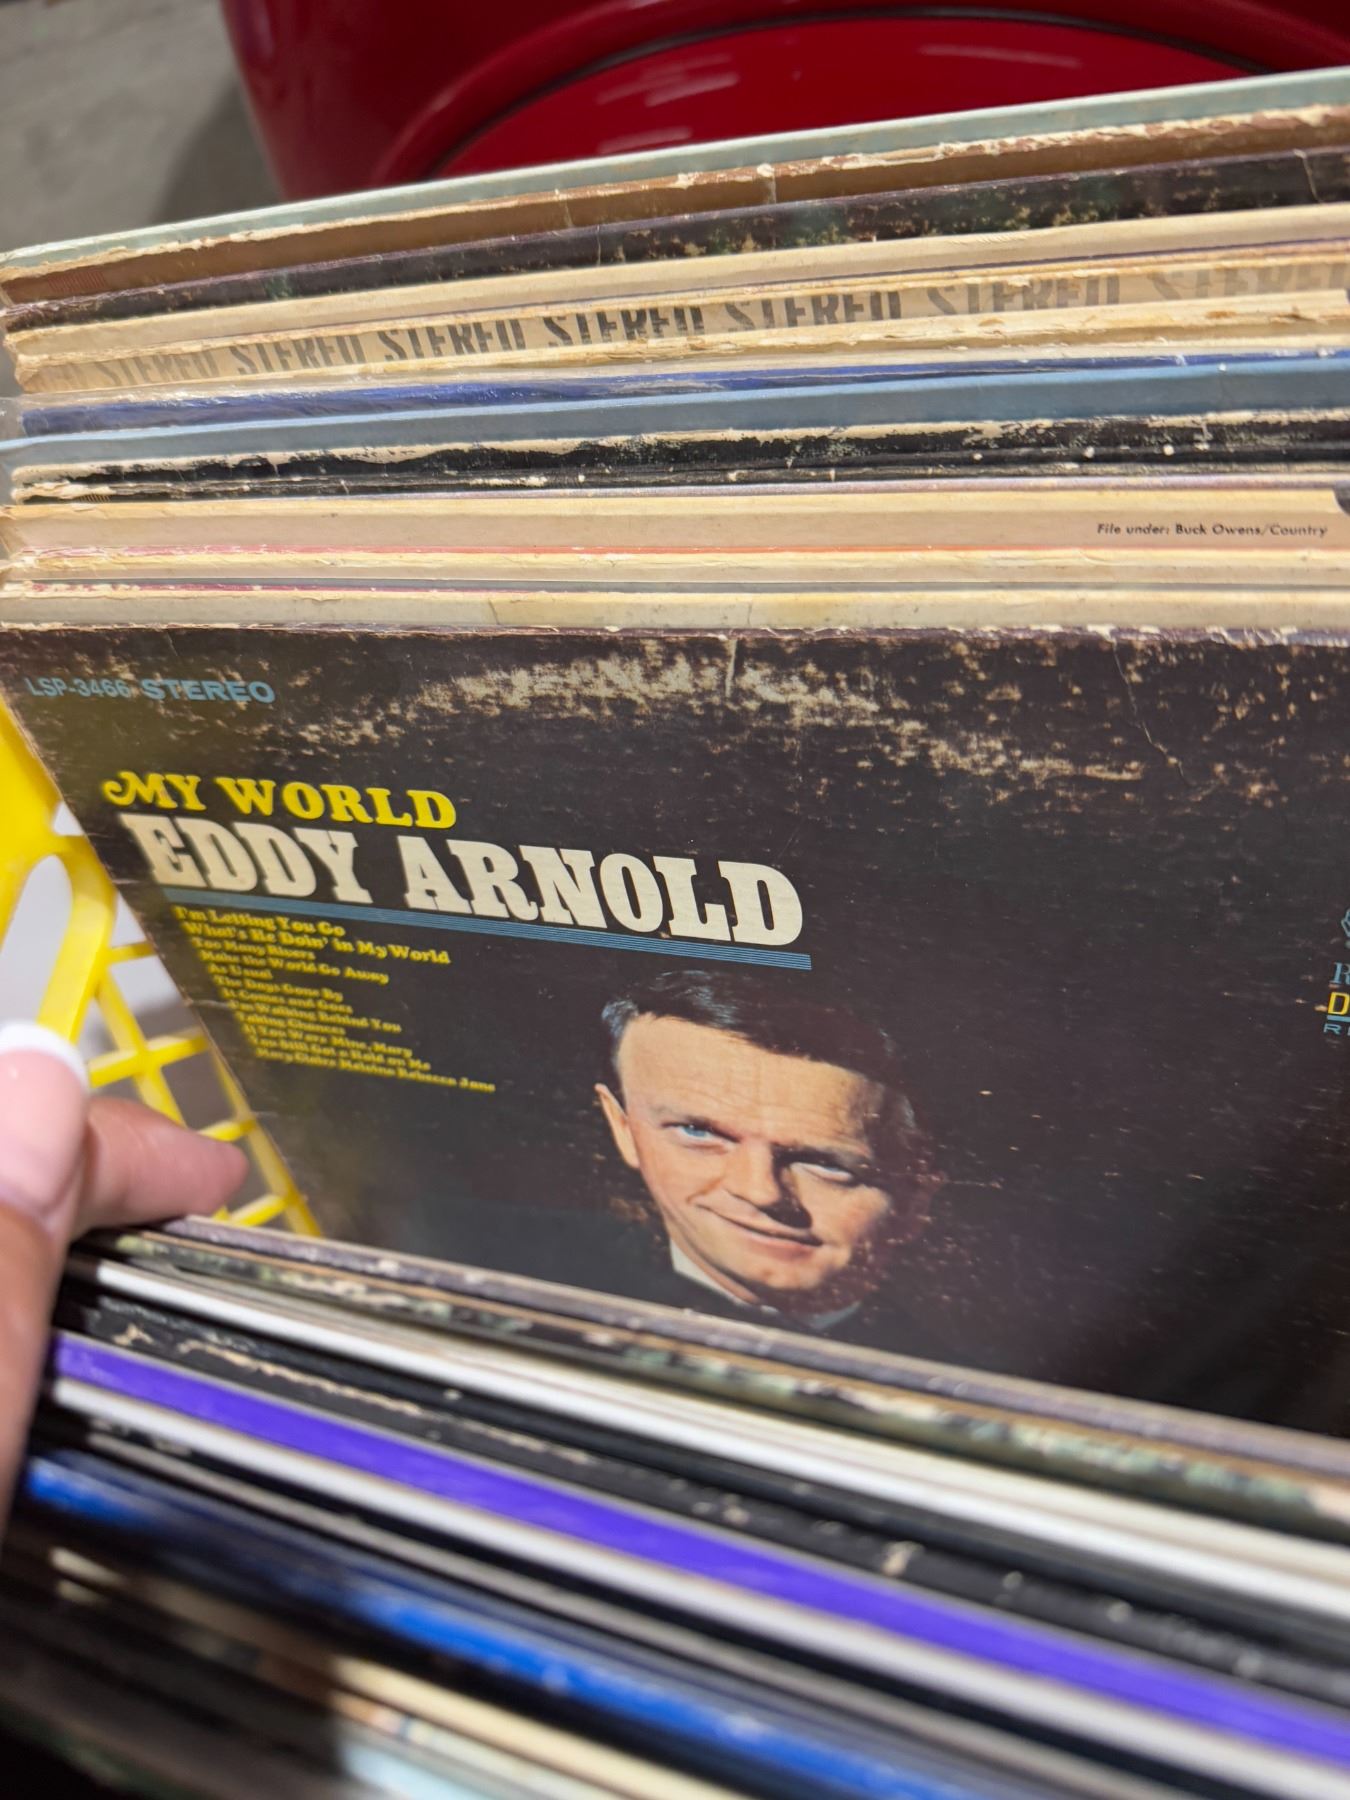 STEREO STEREO STEREO STEREO STEREO STEREO STEREO
File under: Buck Owens/Country
LSP-3466 STEREO
MY WORLD
EDDY ARNOLD
I'm Letting You Go
What's He Doin' in My World
Too Many Rivers
Make the World Go Away
As Usual
The Days Gone By
It Comes and Goes
I'm Walking Behind You
Taking Chances
If You Were Mine, Mary
You Still Got a Hold on Me
Mary Claire Melvina Rebecca Jane